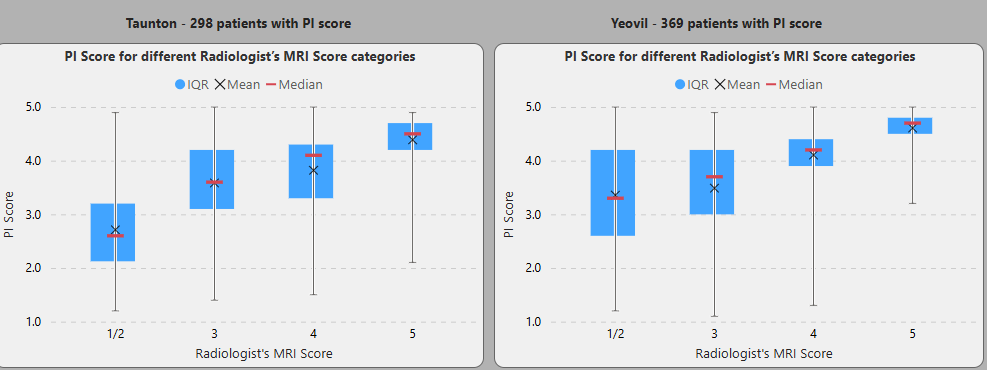 Taunton - 298 patients with PI score
PI Score for different Radiologist’s MRI Score categories
IQR Mean Median
5.0
4.0
3.0
2.0
1.0
PI Score
1/2 3 4 5
Radiologist's MRI Score
Yeovil - 369 patients with PI score
PI Score for different Radiologist’s MRI Score categories
IQR Mean Median
5.0
4.0
3.0
2.0
1.0
PI Score
1/2 3 4 5
Radiologist's MRI Score